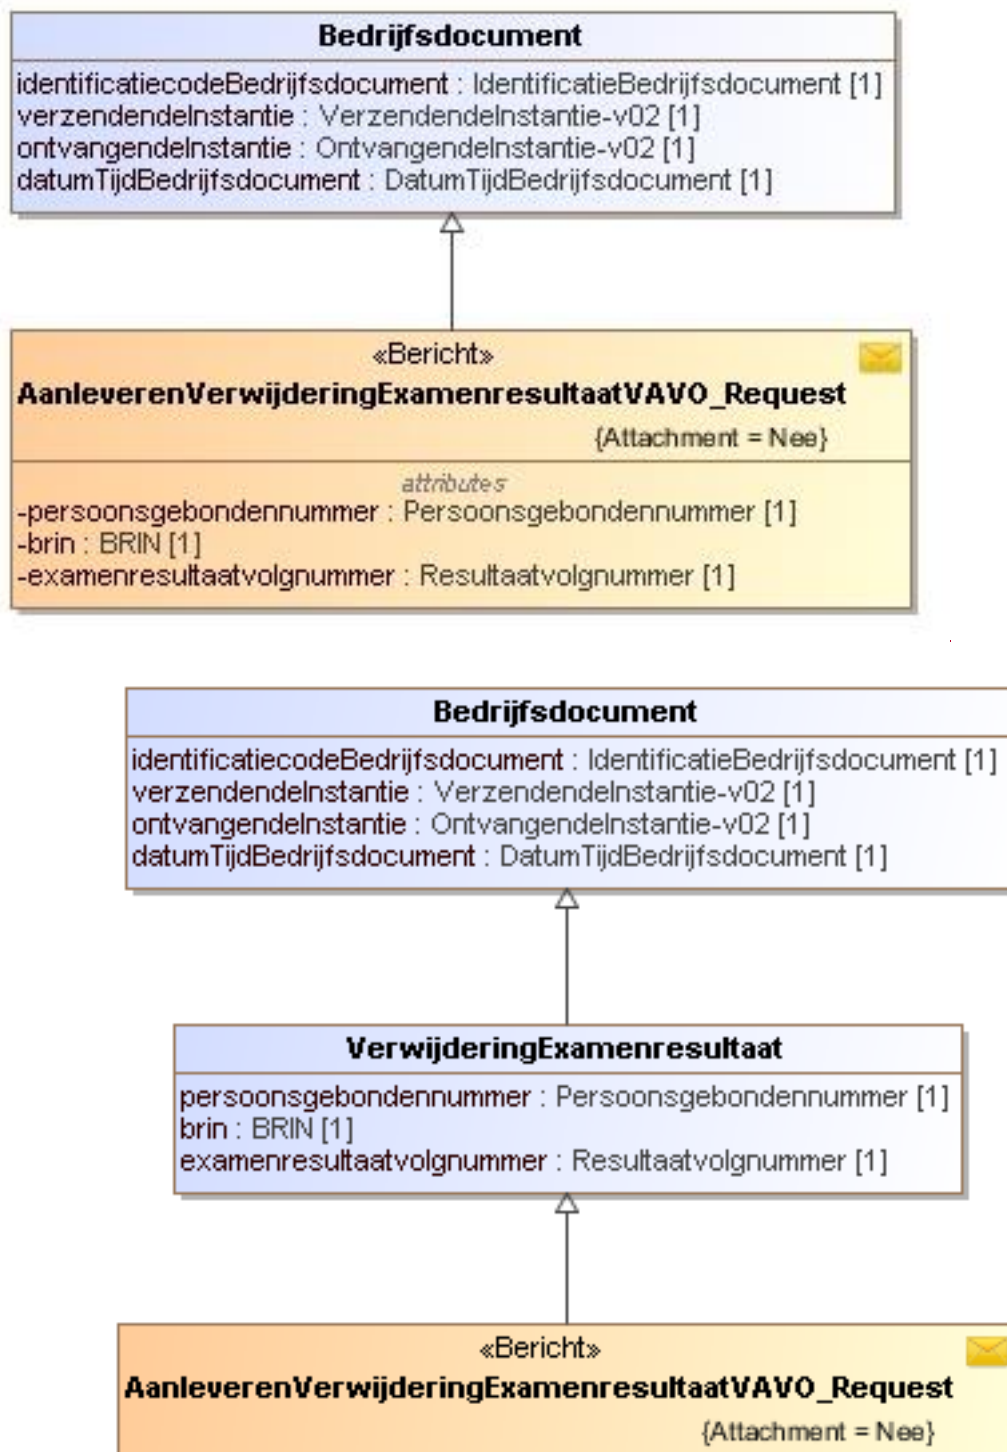 Bedrijfsdocument
identificatiecodeBedrijfsdocument : IdentificatieBedrijfsdocument [1]
verzendendeInstantie : VerzendendeInstantie-v02 [1]
ontvangendeInstantie : OntvangendeInstantie-v02 [1]
datumTijdBedrijfsdocument : DatumTijdBedrijfsdocument [1]
«Bericht»
AanleverenVerwijderingExamenresultaatVAVO_Request
{Attachment = Nee}
attributes
-persoonsgebondennummer : Persoonsgebondennummer [1]
-brin : BRIN [1]
-examenresultaatvolgnummer : Resultaatvolgnummer [1]
Bedrijfsdocument
identificatiecodeBedrijfsdocument : IdentificatieBedrijfsdocument [1]
verzendendeInstantie : VerzendendeInstantie-v02 [1]
ontvangendeInstantie : OntvangendeInstantie-v02 [1]
datumTijdBedrijfsdocument : DatumTijdBedrijfsdocument [1]
VerwijderingExamenresultaat
persoonsgebondennummer : Persoonsgebondennummer [1]
brin : BRIN [1]
examenresultaatvolgnummer : Resultaatvolgnummer [1]
«Bericht»
AanleverenVerwijderingExamenresultaatVAVO_Request
{Attachment = Nee}